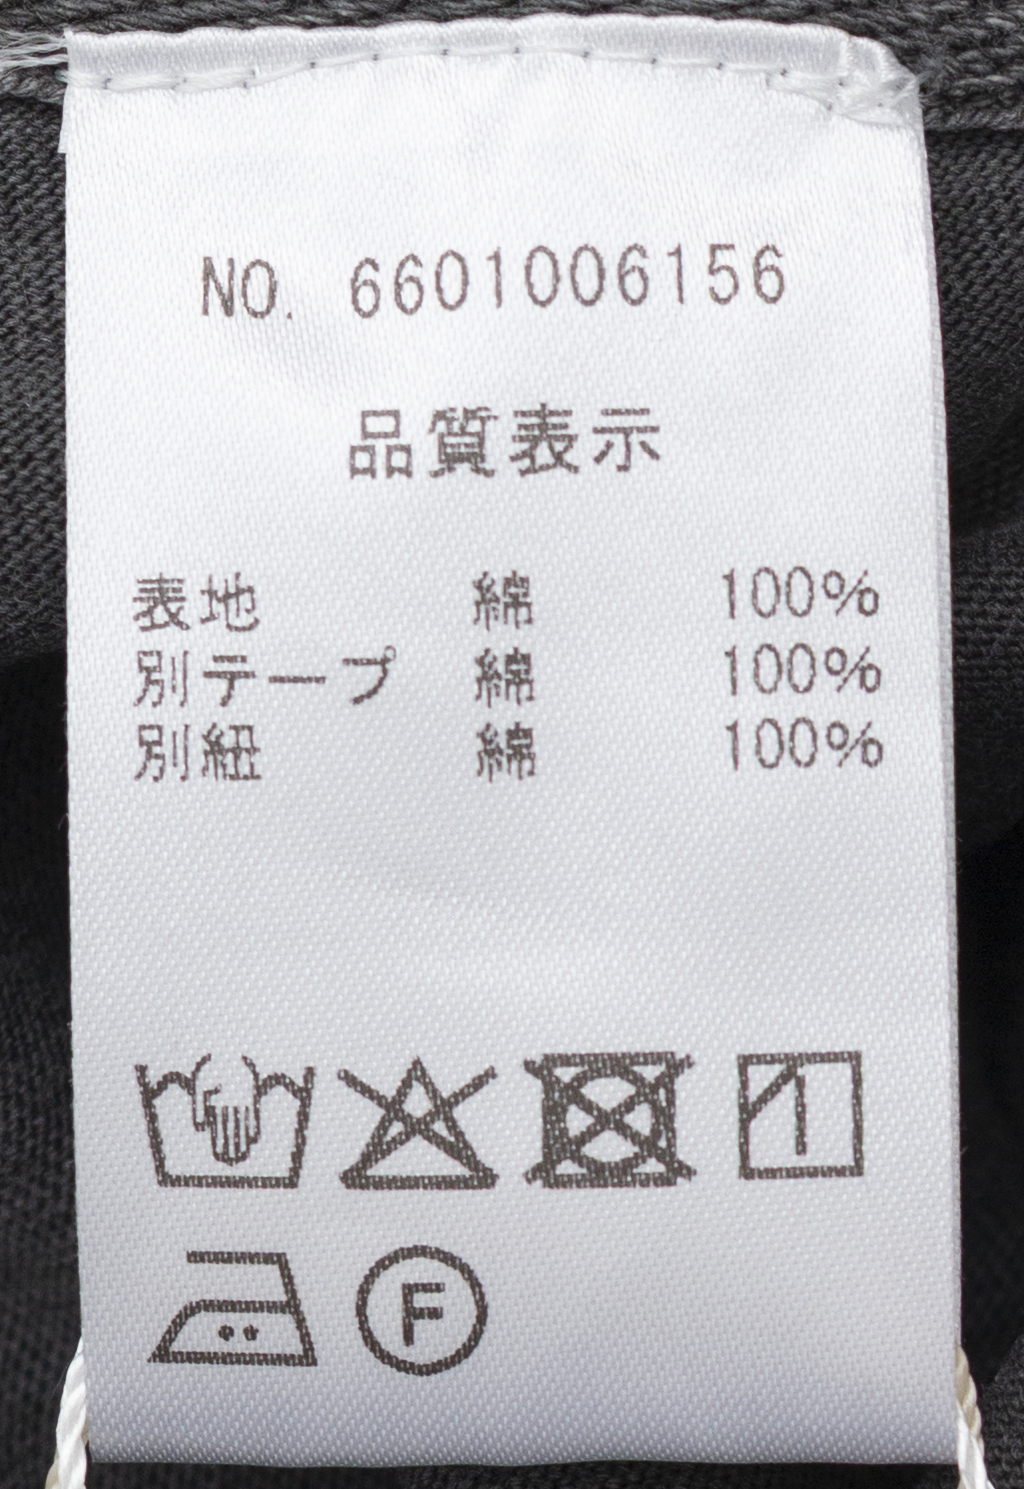 NO. 6601006156
品質表示
表地 綿 100%
別テープ 綿 100%
別紐 綿 100%
F